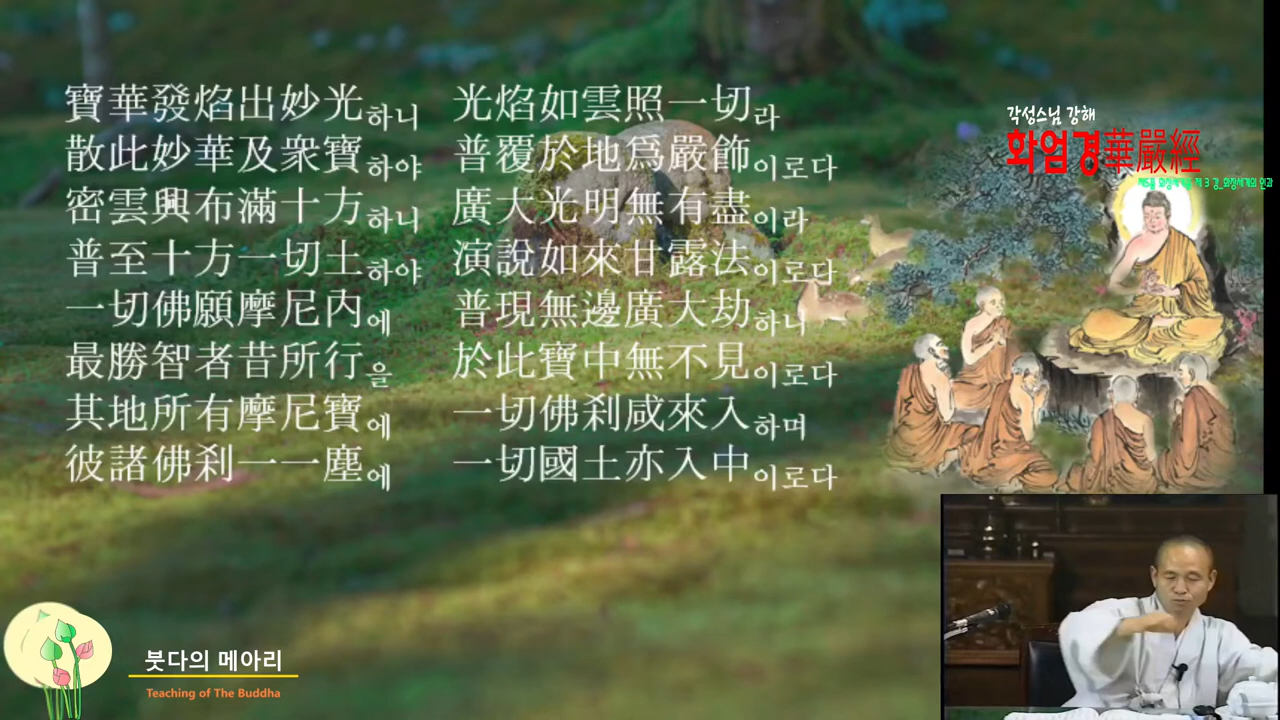 寶華發焰出妙光하니 光焰如雲照一切라
散此妙華及衆寶하야 普覆於地爲嚴飾이로다
密雲興布滿十方하니 廣大光明無有盡이라
普至十方一切土하야 演說如來甘露法이로다
一切佛願摩尼內에 普現無邊廣大劫하니
最勝智者昔所行을 於此寶中無不見이로다
其地所有摩尼寶에 一切佛刹咸來入하며
彼諸佛刹一一塵에 一切國土亦入中이로다
각성스님 강해
화엄경華嚴經
붓다의 메아리
Teaching of The Buddha